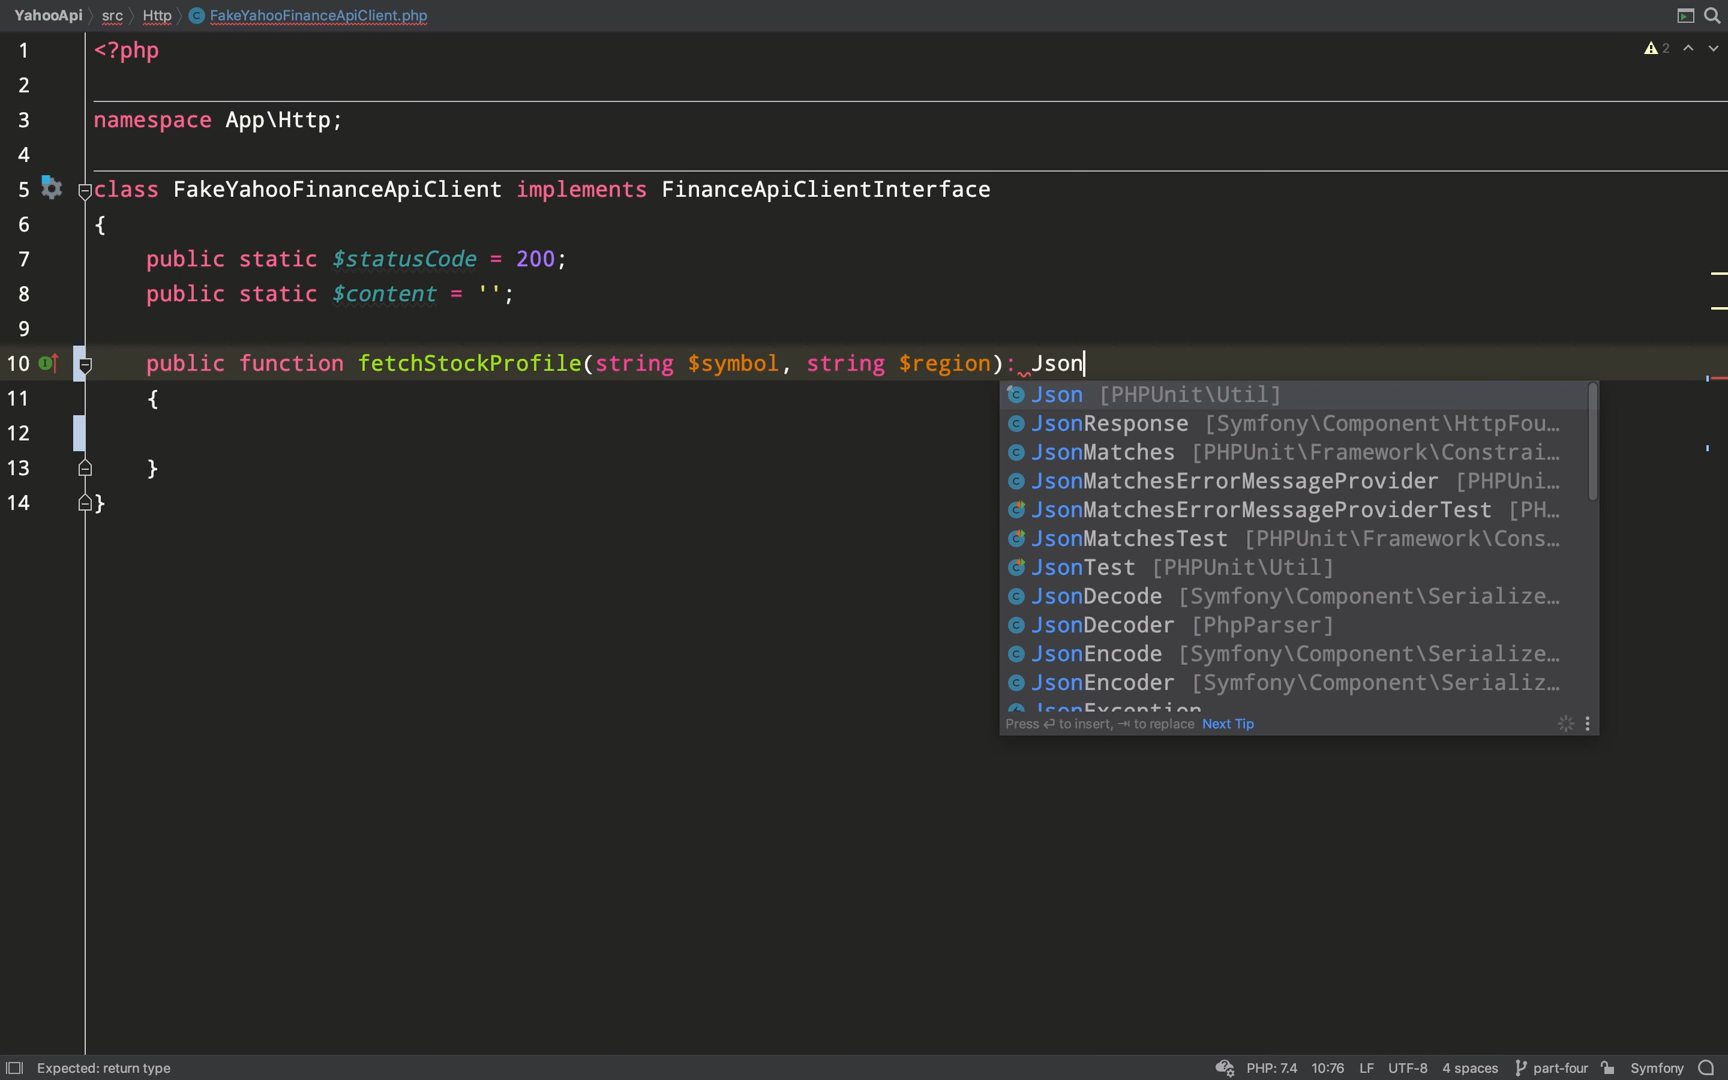 YahooApi src Http FakeYahooFinanceApiClient.php
1 <?php
2
2
3 namespace App\Http;
4
5 class FakeYahooFinanceApiClient implements FinanceApiClientInterface
6 {
7 public static $statusCode = 200;
8 public static $content = '';
9
10 public function fetchStockProfile(string $symbol, string $region): Json
11 {
12
13 }
14 }
Json [PHPUnit\Util]
JsonResponse [Symfony\Component\HttpFou…
JsonMatches [PHPUnit\Framework\Constrai…
JsonMatchesErrorMessageProvider [PHPUni…
JsonMatchesErrorMessageProviderTest [PH…
JsonMatchesTest [PHPUnit\Framework\Cons…
JsonTest [PHPUnit\Util]
JsonDecode [Symfony\Component\Serialize…
JsonDecoder [PhpParser]
JsonEncode [Symfony\Component\Serialize…
JsonEncoder [Symfony\Component\Serializ…
JsonException
Press ↵ to insert, ⇥ to replace Next Tip
Expected: return type PHP: 7.4 10:76 LF UTF-8 4 spaces part-four Symfony